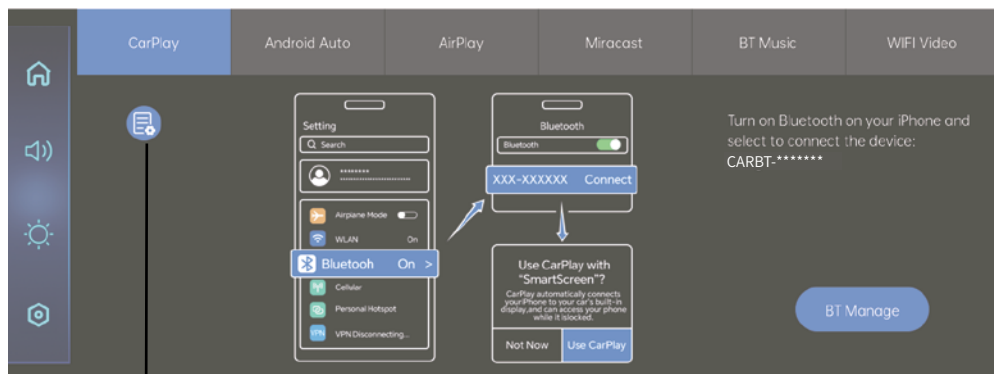 CarPlay
Android Auto
AirPlay
Miracast
BT Music
WIFI Video
Setting
Search
********
Airplane Mode
WLAN On
Bluetooh On >
Cellular
Personal Hotspot
VPN VPN Disconnecting...
Bluetooth
Bluetooth
XXX-XXXXXX Connect
Use CarPlay with
“SmartScreen”?
CarPlay automatically connects
youriPhone to your car's built-in
display,and can access your phone
while it islocked.
Not Now Use CarPlay
Turn on Bluetooth on your iPhone and
select to connect the device:
CARBT-*******
BT Manage